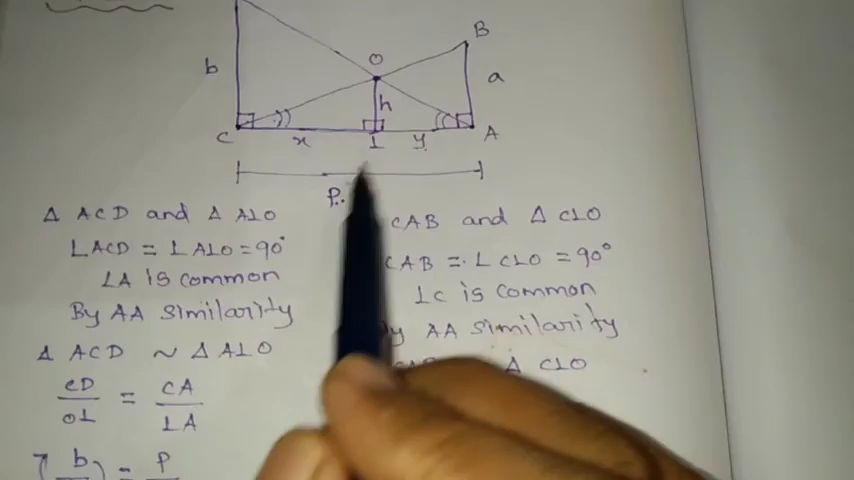 B
O
b
a
h
C
x
L
y
A
P.
Δ ACD and Δ ALO
∠ACD = ∠ALO = 90°
∠A is common
By AA similarity
Δ ACD ~ Δ ALO
CD/OL = CA/LA
b = P
CAB and Δ CLO
CAB = ∠CLO = 90°
∠C is common
By AA similarity
Δ CLO